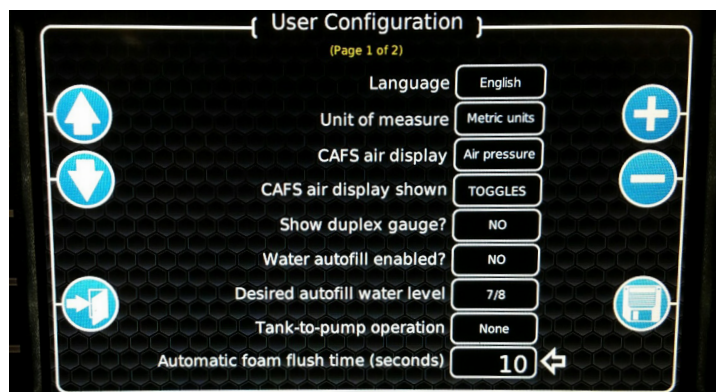 User Configuration
(Page 1 of 2)
Language English
Unit of measure Metric units
CAFS air display Air pressure
CAFS air display shown TOGGLES
Show duplex gauge? NO
Water autofill enabled? NO
Desired autofill water level 7/8
Tank-to-pump operation None
Automatic foam flush time (seconds) 10